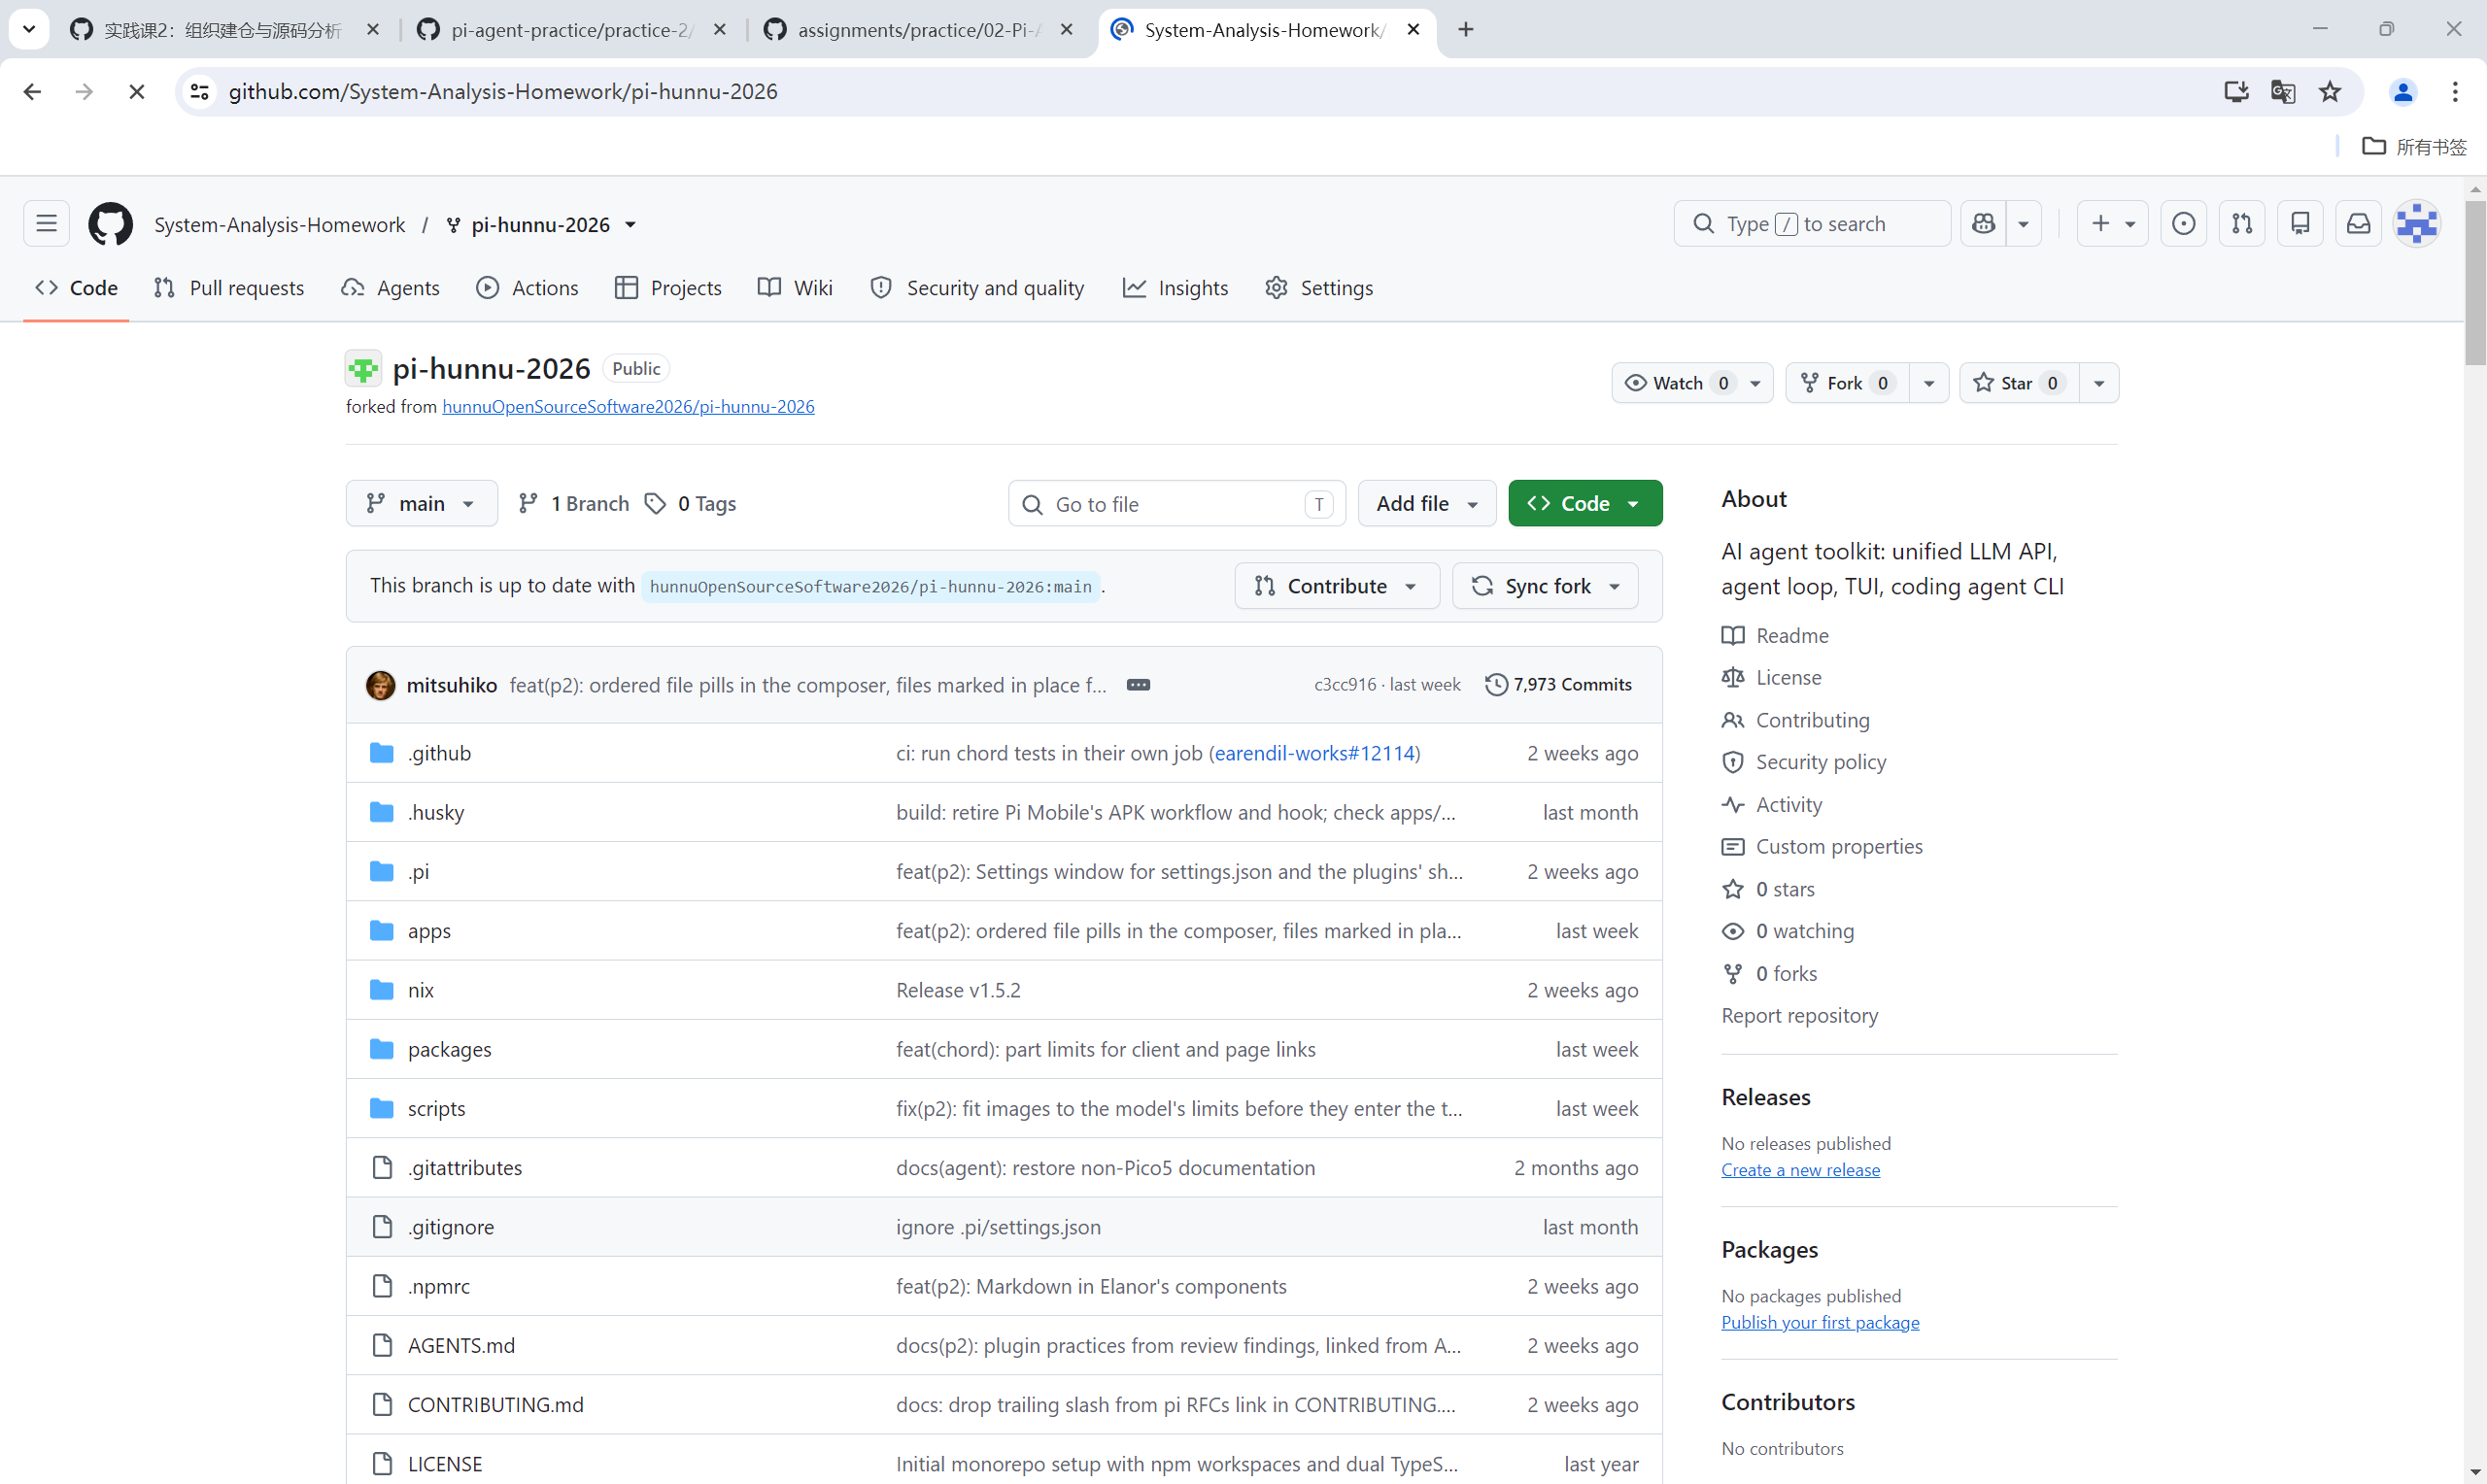 实践课2：组织建仓与源码分析
pi-agent-practice/practice-2/
assignments/practice/02-Pi-A
System-Analysis-Homework/
github.com/System-Analysis-Homework/pi-hunnu-2026
所有书签
System-Analysis-Homework / pi-hunnu-2026
Type / to search
Code Pull requests Agents Actions Projects Wiki Security and quality Insights Settings
pi-hunnu-2026 Public
forked from hunnuOpenSourceSoftware2026/pi-hunnu-2026
Watch 0 Fork 0 Star 0
main 1 Branch 0 Tags Go to file T Add file Code
This branch is up to date with hunnuOpenSourceSoftware2026/pi-hunnu-2026:main . Contribute Sync fork
mitsuhiko feat(p2): ordered file pills in the composer, files marked in place f... c3cc916 · last week 7,973 Commits
.github ci: run chord tests in their own job (earendil-works#12114) 2 weeks ago
.husky build: retire Pi Mobile's APK workflow and hook; check apps/... last month
.pi feat(p2): Settings window for settings.json and the plugins' sh... 2 weeks ago
apps feat(p2): ordered file pills in the composer, files marked in pla... last week
nix Release v1.5.2 2 weeks ago
packages feat(chord): part limits for client and page links last week
scripts fix(p2): fit images to the model's limits before they enter the t... last week
.gitattributes docs(agent): restore non-Pico5 documentation 2 months ago
.gitignore ignore .pi/settings.json last month
.npmrc feat(p2): Markdown in Elanor's components 2 weeks ago
AGENTS.md docs(p2): plugin practices from review findings, linked from A... 2 weeks ago
CONTRIBUTING.md docs: drop trailing slash from pi RFCs link in CONTRIBUTING.... 2 weeks ago
LICENSE Initial monorepo setup with npm workspaces and dual TypeS... last year
About
AI agent toolkit: unified LLM API,
agent loop, TUI, coding agent CLI
Readme
License
Contributing
Security policy
Activity
Custom properties
0 stars
0 watching
0 forks
Report repository
Releases
No releases published
Create a new release
Packages
No packages published
Publish your first package
Contributors
No contributors